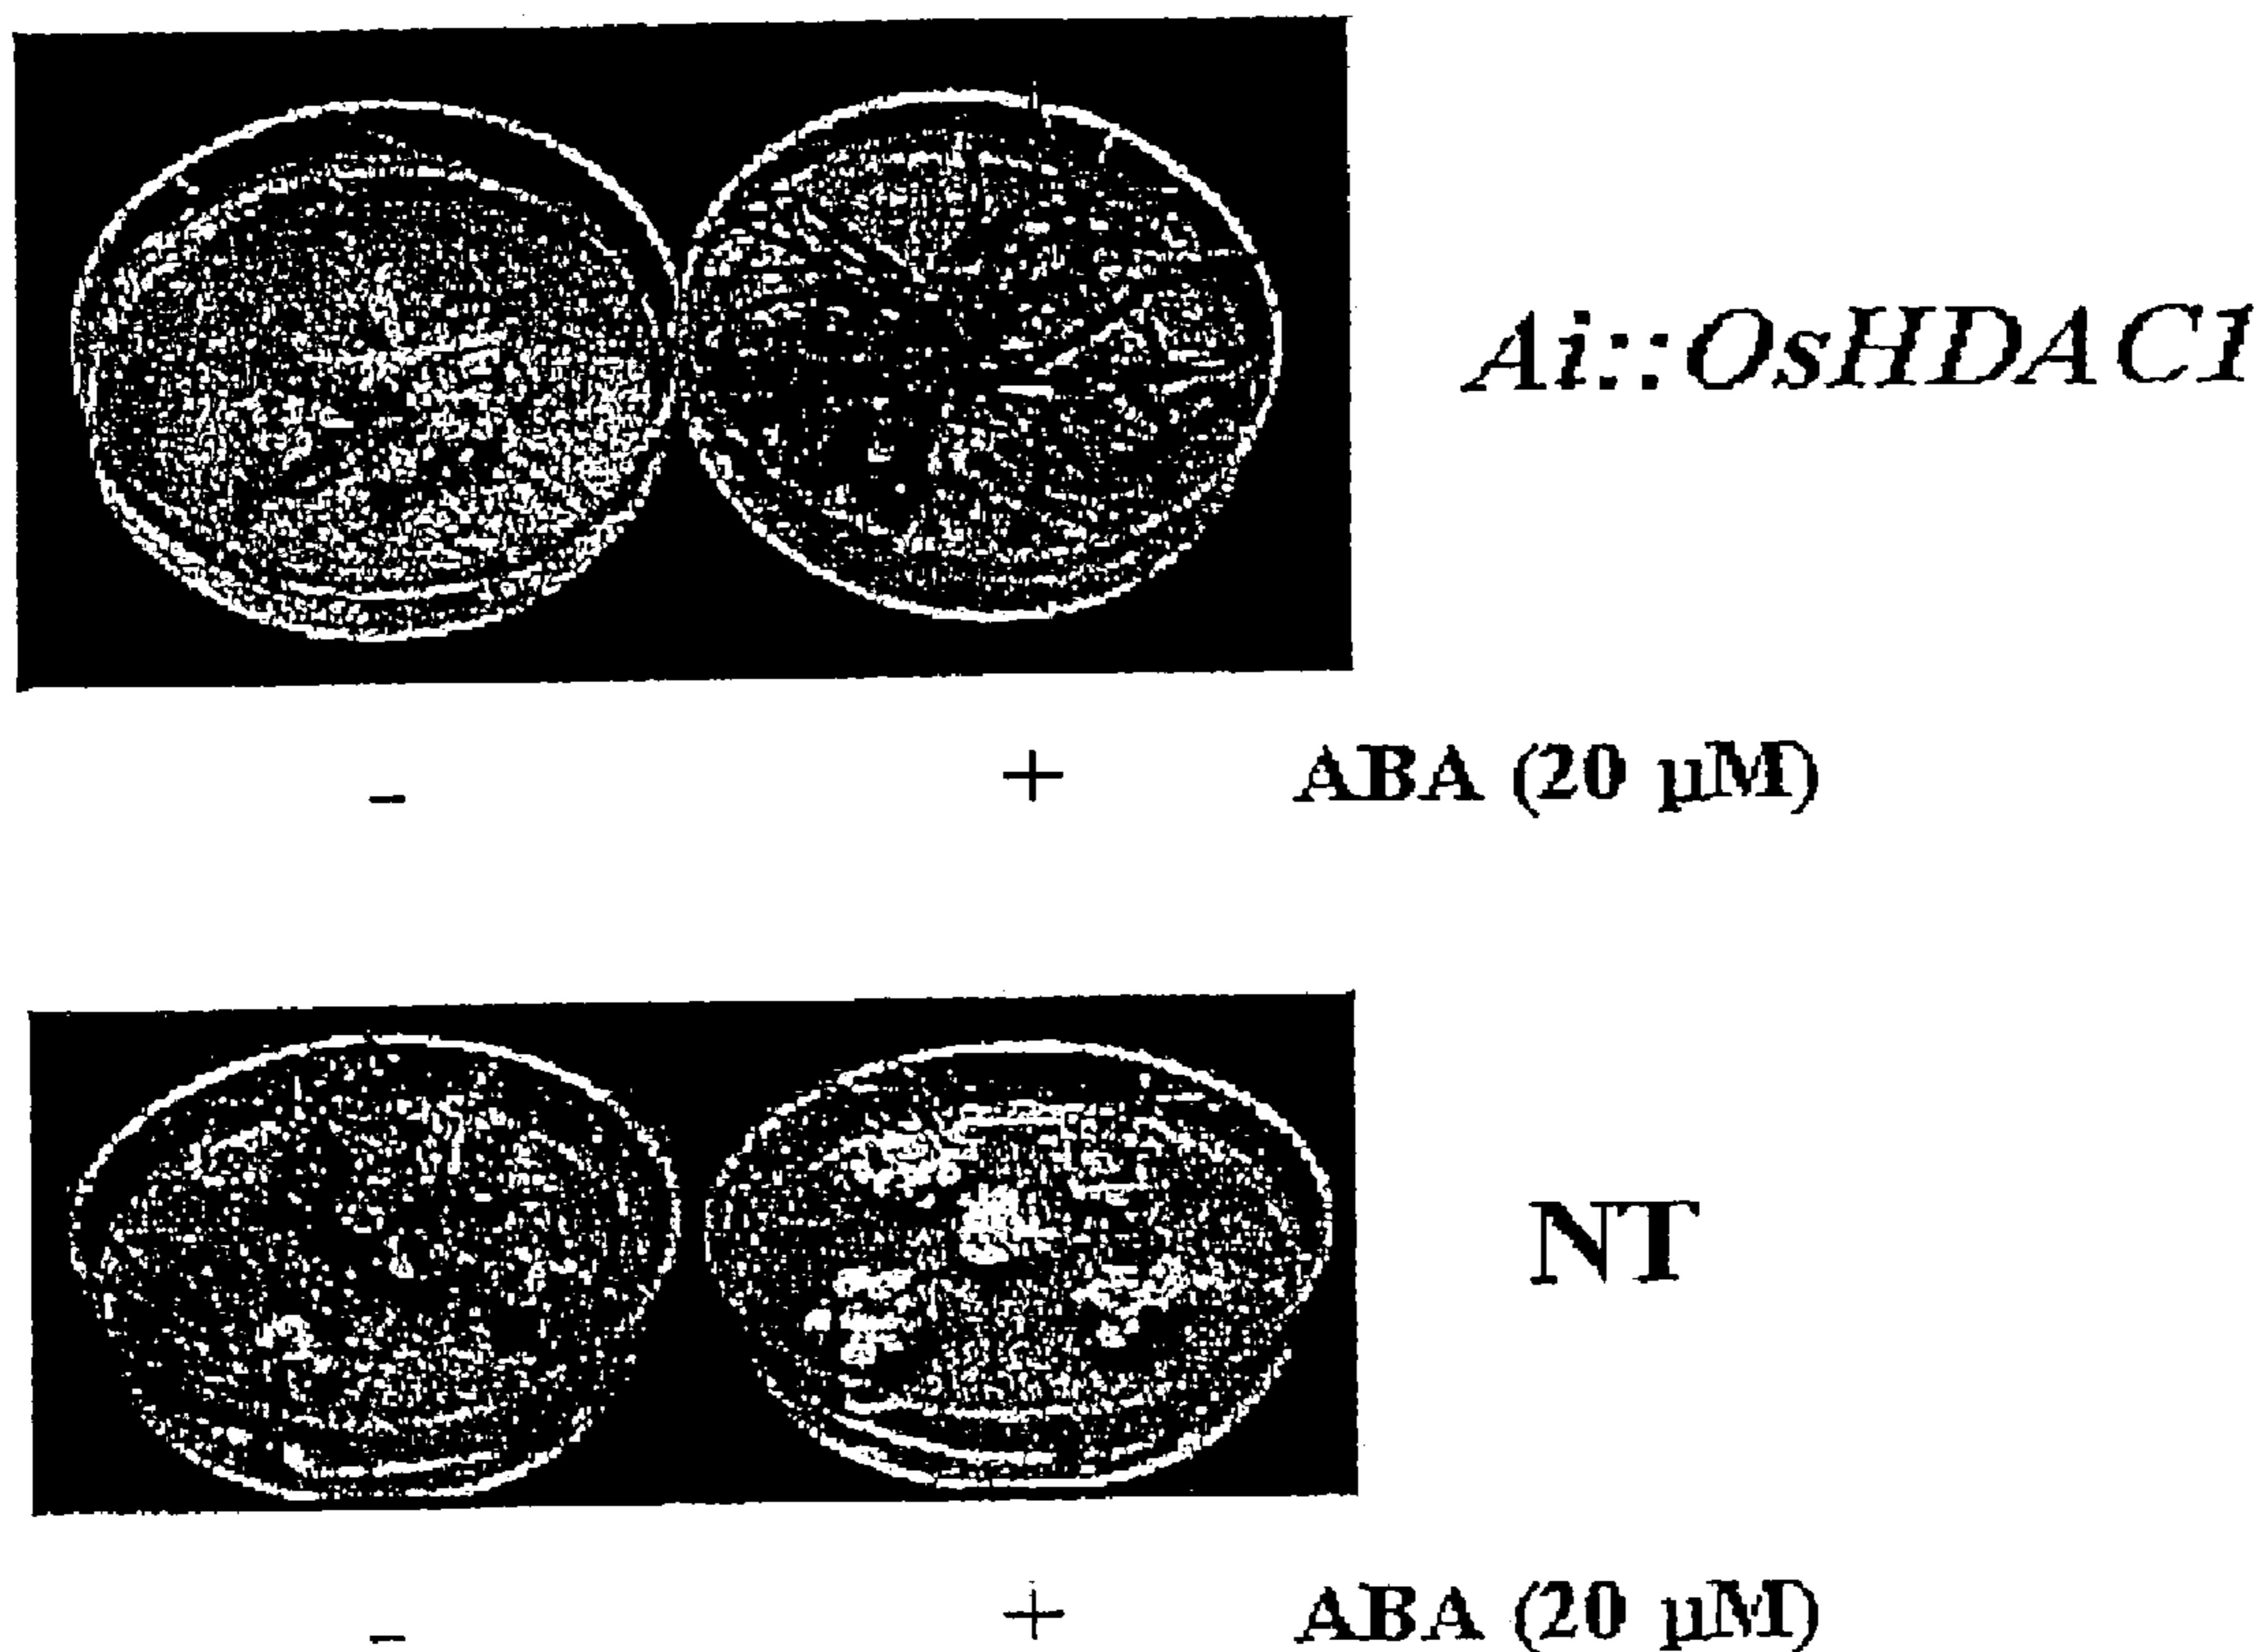 Ai::OsHDAC1
- + ABA (20 µM)
NT
- + ABA (20 µM)